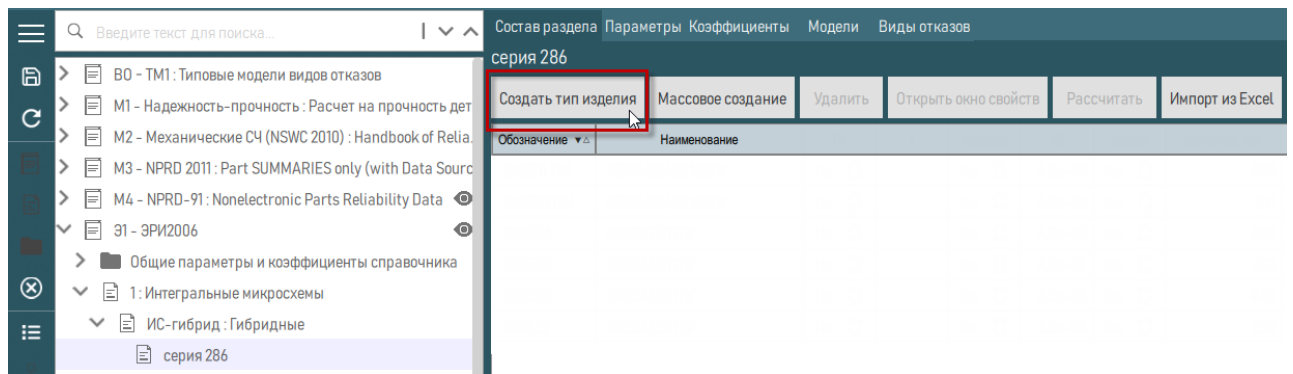 Введите текст для поиска...
В0 - ТМ1 : Типовые модели видов отказов
М1 - Надежность-прочность : Расчет на прочность дет
М2 - Механические СЧ (NSWC 2010) : Handbook of Relia.
М3 - NPRD 2011 : Part SUMMARIES only (with Data Sourc
М4 - NPRD-91 : Nonelectronic Parts Reliability Data
Э1 - ЭРИ2006
Общие параметры и коэффициенты справочника
1 : Интегральные микросхемы
ИС-гибрид : Гибридные
серия 286
Состав раздела Параметры Коэффициенты Модели Виды отказов
серия 286
Создать тип изделия Массовое создание Удалить Открыть окно свойств Рассчитать Импорт из Excel
Обозначение Наименование